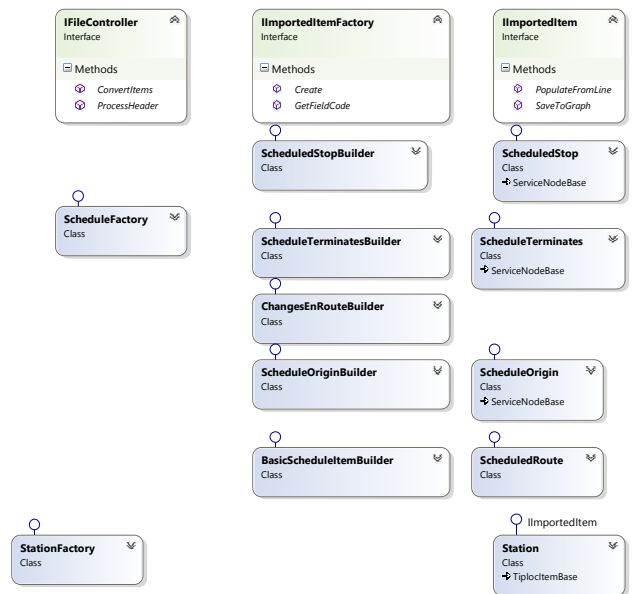 IFileController
Interface
Methods
ConvertItems
ProcessHeader
IImportedItemFactory
Interface
Methods
Create
GetFieldCode
IImportedItem
Interface
Methods
PopulateFromLine
SaveToGraph
ScheduledStopBuilder
Class
ScheduledStop
Class
ServiceNodeBase
ScheduleFactory
Class
ScheduleTerminatesBuilder
Class
ScheduleTerminates
Class
ServiceNodeBase
ChangesEnRouteBuilder
Class
ScheduleOriginBuilder
Class
ScheduleOrigin
Class
ServiceNodeBase
BasicScheduleItemBuilder
Class
ScheduledRoute
Class
StationFactory
Class
IImportedItem
Station
Class
TiplocItemBase